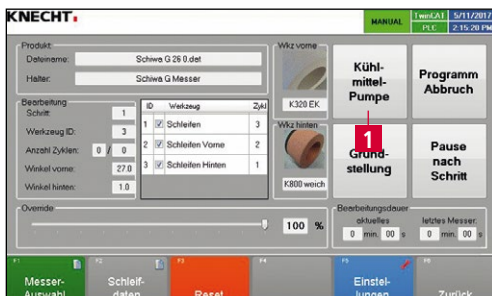 KNECHT.
MANUAL
TwinCAT
PLC
5/11/2017
2:15:20 PM
Produkt:
Dateiname: Schiwa G 26 0.det
Halter: Schiwa G Messer
Bearbeitung
Schritt: 1
Werkzeug ID: 3
Anzahl Zyklen: 0 / 0
Winkel vorne: 27.0
Winkel hinten: 1.0
ID Werkzeug Zykl
1 Schleifen 3
2 Schleifen Vorne 2
3 Schleifen Hinten 1
Wkz vorne
K320 EK
Wkz hinten
K800 weich
Kühl-
mittel-
Pumpe
Programm
Abbruch
1
Grund-
stellung
Pause
nach
Schritt
Override
100 %
Bearbeitungsdauer
aktuelles
0 min. 00 s
letztes Messer:
0 min. 00 s
F1
Messer-
Auswahl
F2
Schleif-
daten
F3
Reset
F4
F5
Einstel-
lungen
F6
Zurück